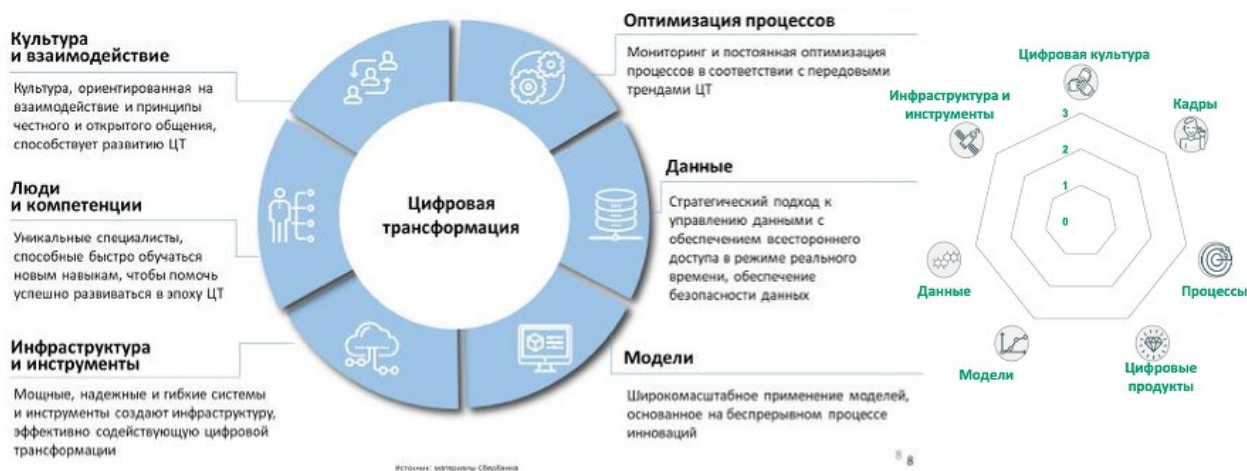 Культура
и взаимодействие
Культура, ориентированная на
взаимодействие и принципы
честного и открытого общения,
способствует развитию ЦТ
Люди
и компетенции
Уникальные специалисты,
способные быстро обучаться
новым навыкам, чтобы помочь
успешно развиваться в эпоху ЦТ
Инфраструктура
и инструменты
Мощные, надежные и гибкие системы
и инструменты создают инфраструктуру,
эффективно содействующую цифровой
трансформации
Цифровая
трансформация
Оптимизация процессов
Мониторинг и постоянная оптимизация
процессов в соответствии с передовыми
трендами ЦТ
Данные
Стратегический подход к
управлению данными с
обеспечением всестороннего
доступа в режиме реального
времени, обеспечение
безопасности данных
Модели
Широкомасштабное применение моделей,
основанное на беспрерывном процессе
инноваций
Источник: материалы Сбербанка
8 8
Цифровая культура
Инфраструктура и
инструменты
Кадры
3
2
1
0
Данные
Процессы
Модели
Цифровые
продукты